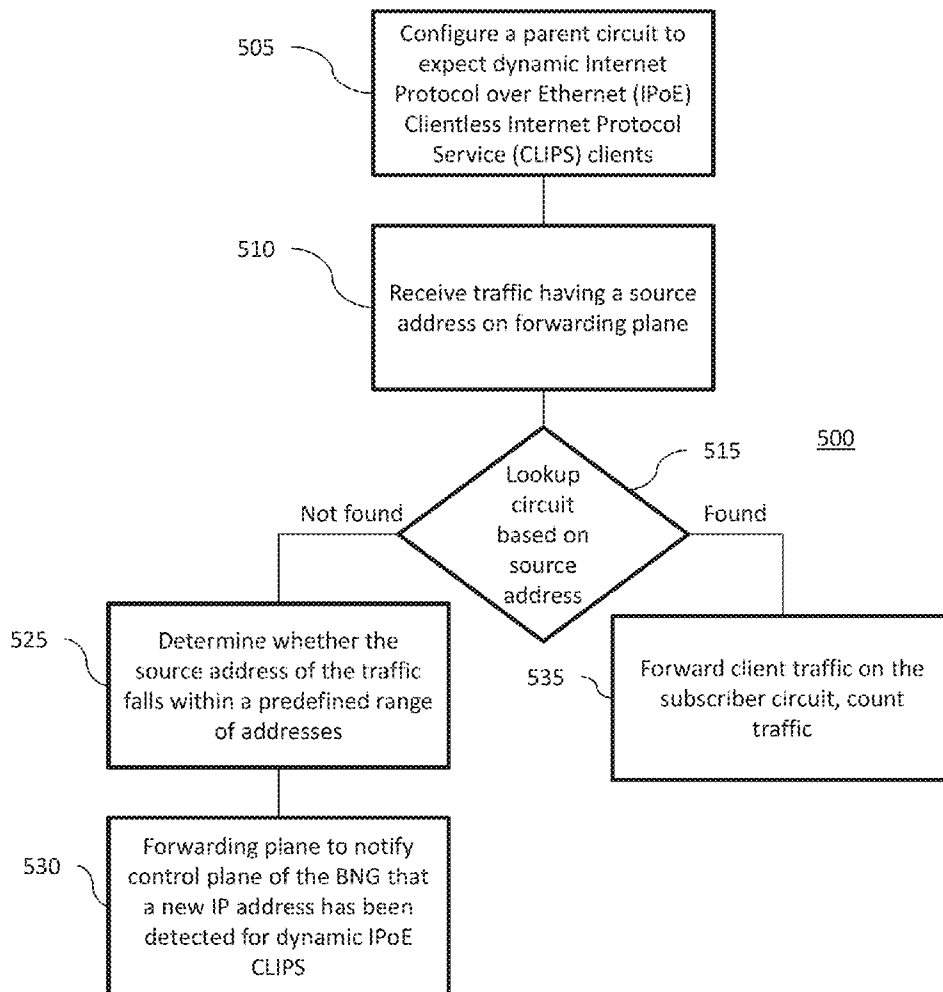 505
Configure a parent circuit to
expect dynamic Internet
Protocol over Ethernet (IPoE)
Clientless Internet Protocol
Service (CLIPS) clients
510
Receive traffic having a source
address on forwarding plane
500
515
Lookup
circuit
based on
source
address
Not found
Found
525
Determine whether the
source address of the traffic
falls within a predefined range
of addresses
535
Forward client traffic on the
subscriber circuit, count
traffic
530
Forwarding plane to notify
control plane of the BNG that
a new IP address has been
detected for dynamic IPoE
CLIPS